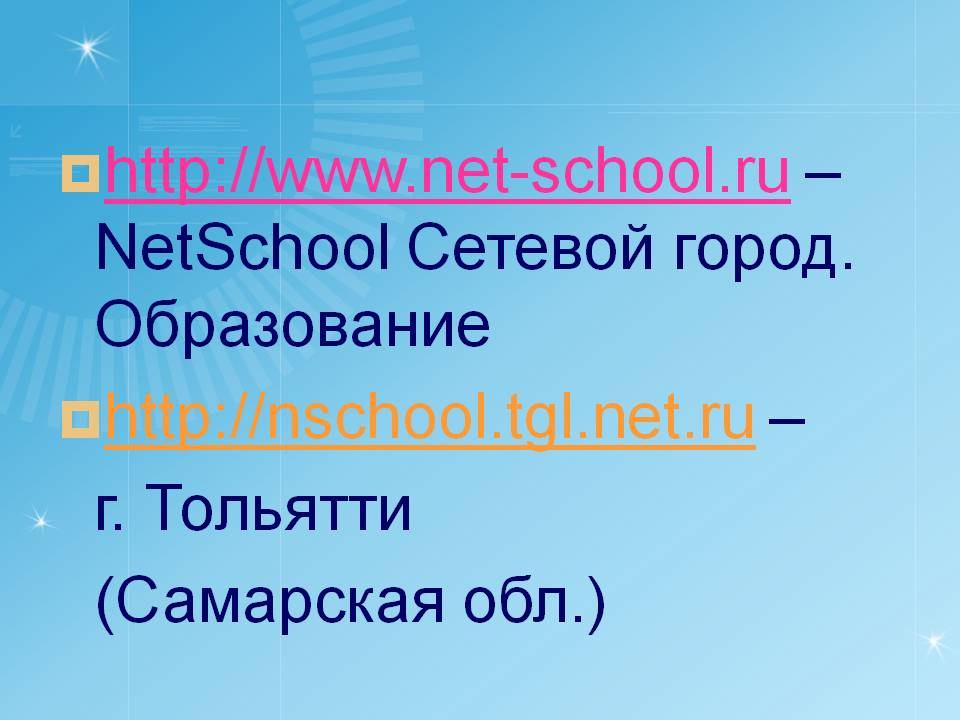 http://www.net-school.ru –
NetSchool Сетевой город.
Образование
http://nschool.tgl.net.ru –
г. Тольятти
(Самарская обл.)